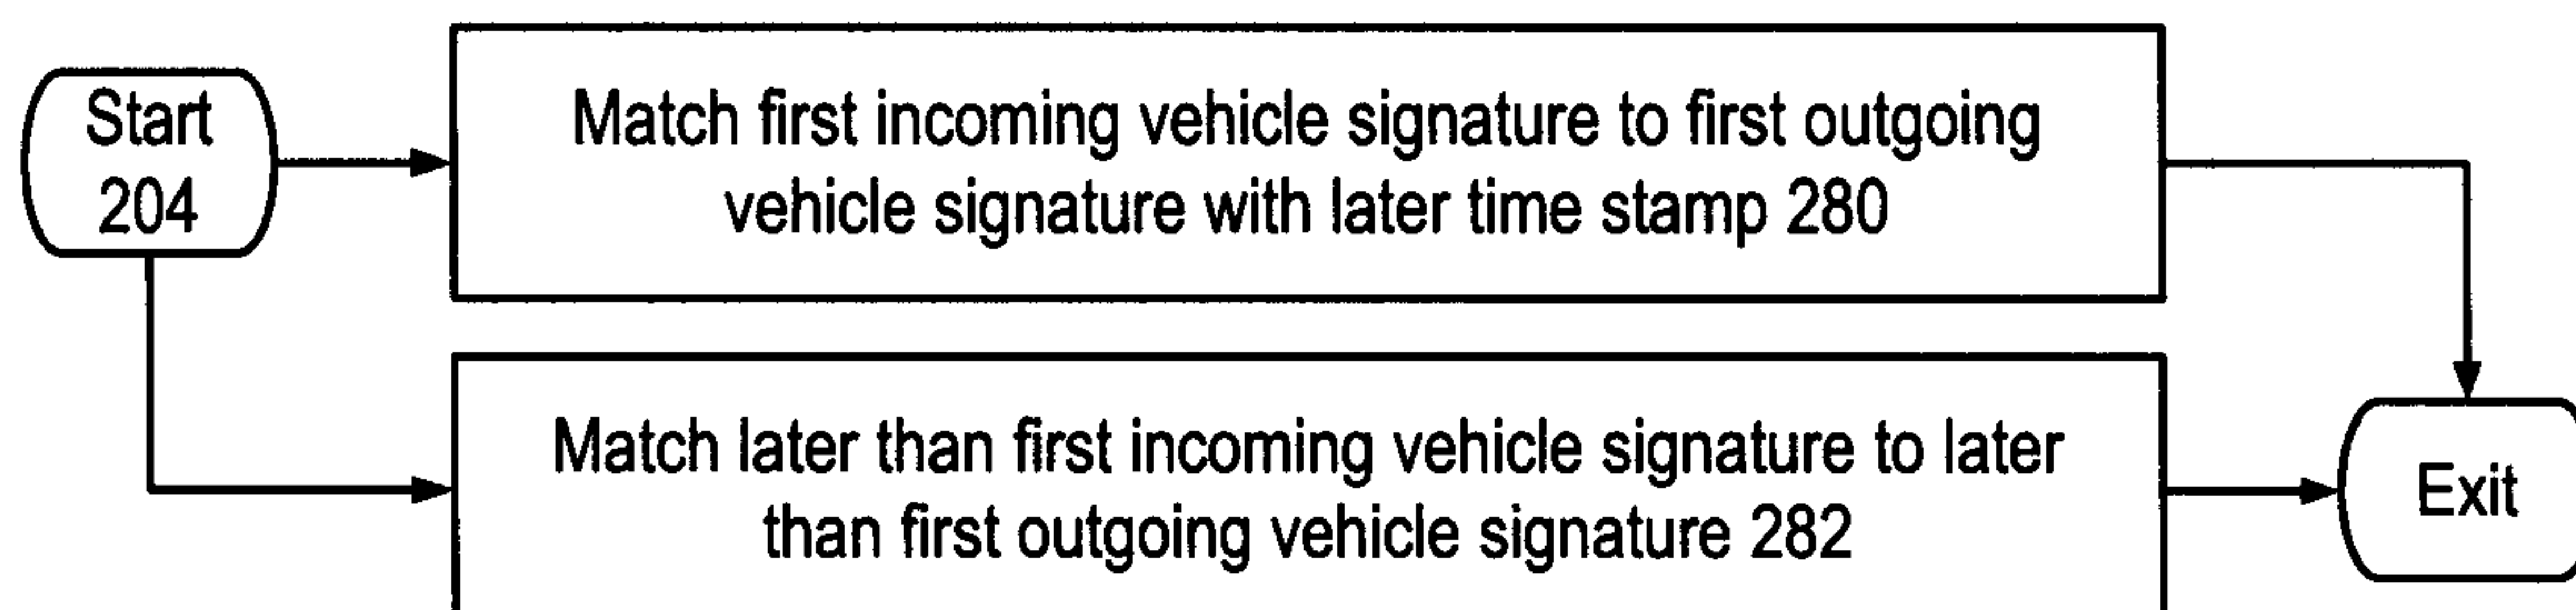 Start
204
Match first incoming vehicle signature to first outgoing
vehicle signature with later time stamp 280
Match later than first incoming vehicle signature to later
than first outgoing vehicle signature 282
Exit